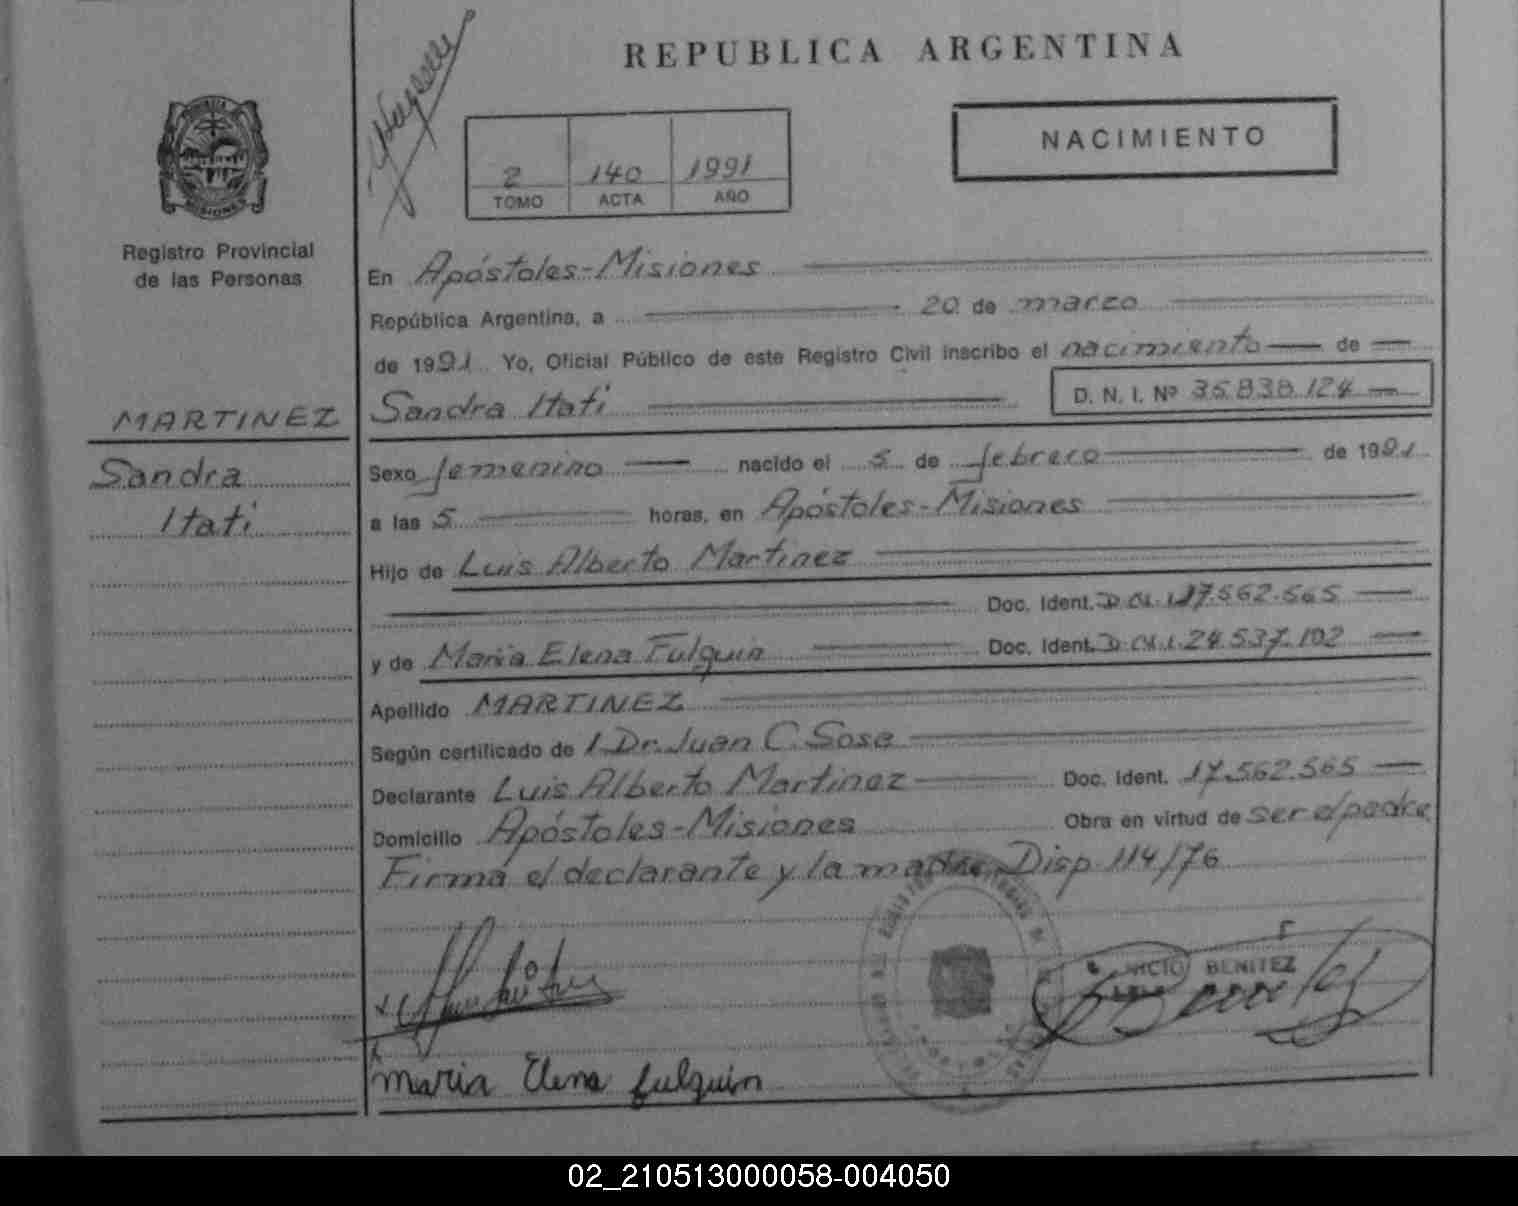 REPUBLICA ARGENTINA
NACIMIENTO
2 140 1991
TOMO ACTA AÑO
Registro Provincial
de las Personas
MARTINEZ
Sandra
Itati
En Apóstoles-Misiones
República Argentina, a 20 de marzo
de 1991 Yo, Oficial Público de este Registro Civil inscribo el nacimiento de
Sandra Itati D. N. I. Nº 35.838.124
Sexo femenino nacido el 5 de febrero de 1991
a las 5 horas, en Apóstoles-Misiones
Hijo de Luis Alberto Martinez
Doc. Ident. D.N.I. 17.562.565
y de Maria Elena Fulquin Doc. Ident. D.N.I. 24.537.102
Apellido MARTINEZ
Según certificado de 1. Dr. Juan C. Sosa
Declarante Luis Alberto Martinez Doc. Ident. 17.562.565
Domicilio Apóstoles-Misiones Obra en virtud de ser el padre
Firma el declarante y la madre. Disp. 114/76
BENITEZ
maria Elena fulquin
02_210513000058-004050